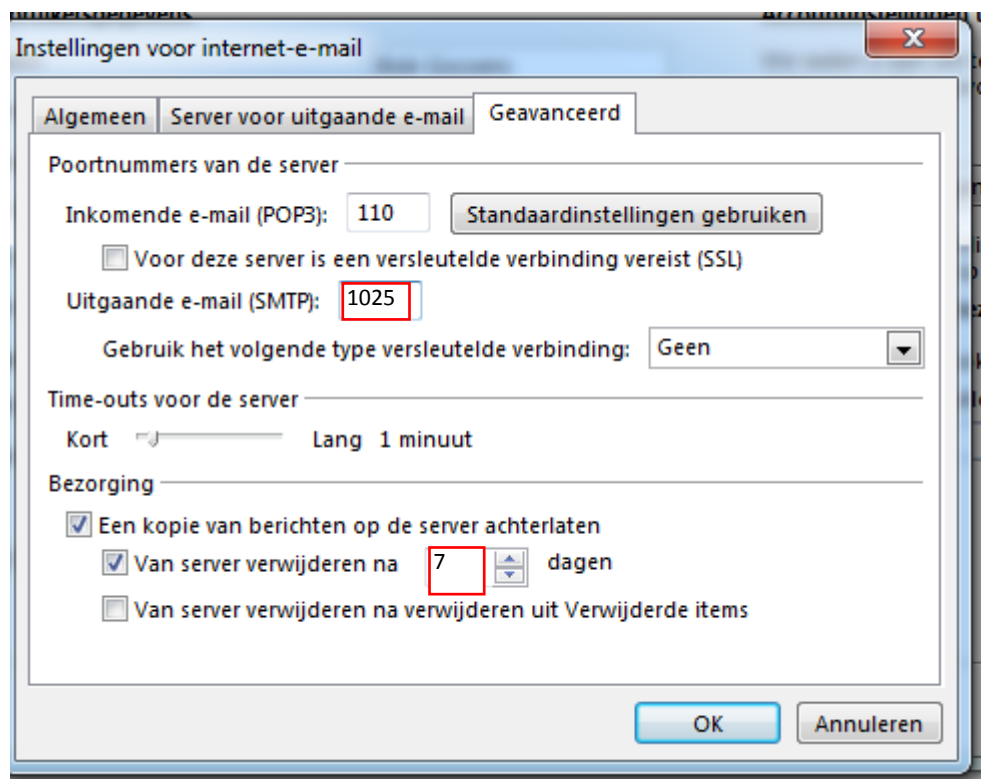 Instellingen voor internet-e-mail
Algemeen Server voor uitgaande e-mail Geavanceerd
Poortnummers van de server
Inkomende e-mail (POP3): 110 Standaardinstellingen gebruiken
Voor deze server is een versleutelde verbinding vereist (SSL)
Uitgaande e-mail (SMTP): 1025
Gebruik het volgende type versleutelde verbinding: Geen
Time-outs voor de server
Kort Lang 1 minuut
Bezorging
Een kopie van berichten op de server achterlaten
Van server verwijderen na 7 dagen
Van server verwijderen na verwijderen uit Verwijderde items
OK Annuleren